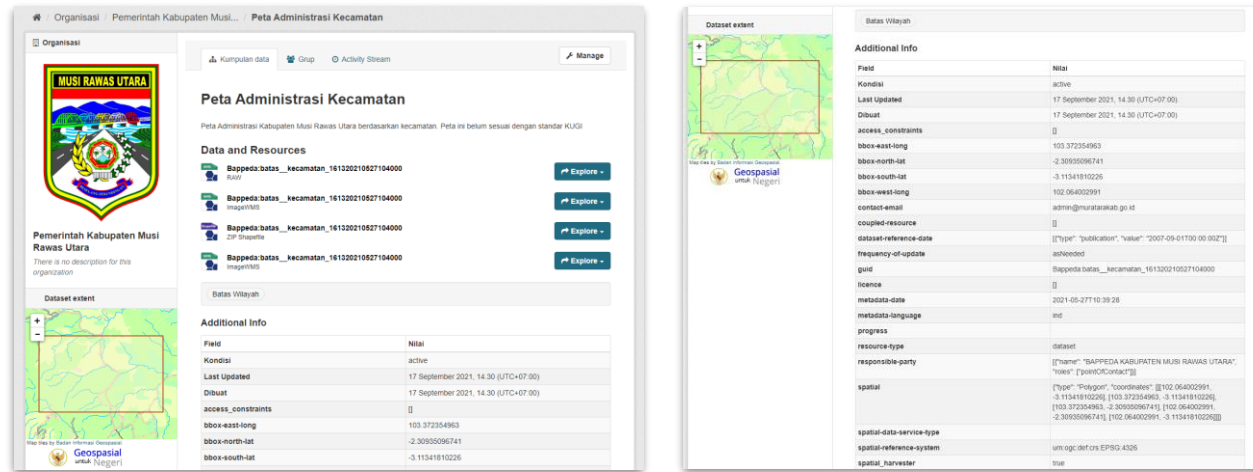 Organisasi / Pemerintah Kabupaten Musi... / Peta Administrasi Kecamatan
Organisasi
MUSI RAWAS UTARA
Pemerintah Kabupaten Musi
Rawas Utara
There is no description for this
organization
Dataset extent
+
-
Map tiles by Badan Informasi Geospasial.
Geospasial
untuk Negeri
Kumpulan data Grup Activity Stream
Manage
Peta Administrasi Kecamatan
Peta Administrasi Kabupaten Musi Rawas Utara berdasarkan kecamatan. Peta ini belum sesuai dengan standar KUGI
Data and Resources
Bappeda:batas__kecamatan_161320210527104000
RAW
Explore
Bappeda:batas__kecamatan_161320210527104000
ImageWMS
Explore
Bappeda:batas__kecamatan_161320210527104000
ZIP Shapefile
Explore
Bappeda:batas__kecamatan_161320210527104000
ImageWMS
Explore
Batas Wilayah
Additional Info
Field Nilai
Kondisi active
Last Updated 17 September 2021, 14.30 (UTC+07:00)
Dibuat 17 September 2021, 14.30 (UTC+07:00)
access_constraints []
bbox-east-long 103.372354963
bbox-north-lat -2.30935096741
bbox-south-lat -3.11341810226
Dataset extent
+
-
Map tiles by Badan Informasi Geospasial.
Geospasial
untuk Negeri
Batas Wilayah
Additional Info
Field Nilai
Kondisi active
Last Updated 17 September 2021, 14.30 (UTC+07:00)
Dibuat 17 September 2021, 14.30 (UTC+07:00)
access_constraints []
bbox-east-long 103.372354963
bbox-north-lat -2.30935096741
bbox-south-lat -3.11341810226
bbox-west-long 102.064002991
contact-email admin@muratarakab.go.id
coupled-resource []
dataset-reference-date [{"type": "publication", "value": "2007-09-01T00:00:00Z"}]
frequency-of-update asNeeded
guid Bappeda:batas__kecamatan_161320210527104000
licence []
metadata-date 2021-05-27T10:39:28
metadata-language ind
progress
resource-type dataset
responsible-party [{"name": "BAPPEDA KABUPATEN MUSI RAWAS UTARA",
"roles": ["pointOfContact"]}]
spatial {"type": "Polygon", "coordinates": [[[102.064002991,
-3.11341810226], [103.372354963, -3.11341810226],
[103.372354963, -2.30935096741], [102.064002991,
-2.30935096741], [102.064002991, -3.11341810226]]]}
spatial-data-service-type
spatial-reference-system urn:ogc:def:crs:EPSG:4326
spatial_harvester true